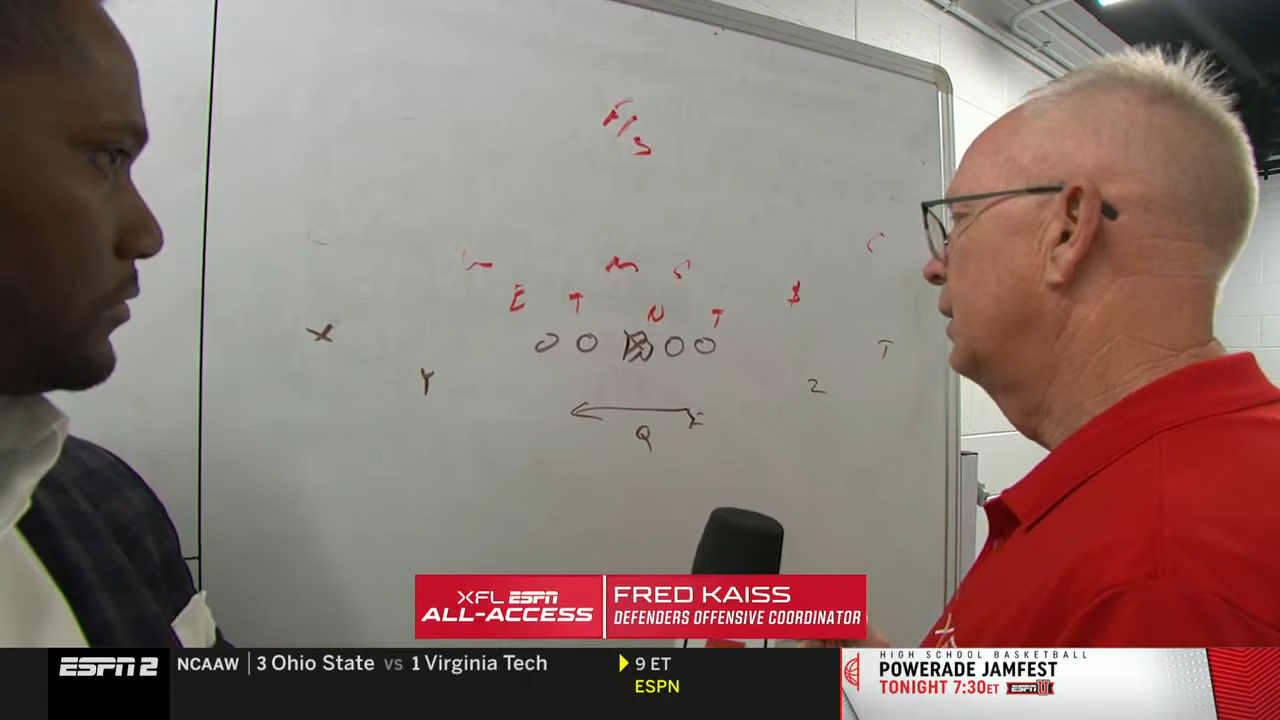 F/S
C
W M S
E T $
N T
X
O O O O T
Y Z
F
Q
XFL ESPN
ALL-ACCESS
FRED KAISS
DEFENDERS OFFENSIVE COORDINATOR
ESPN2
NCAAW | 3 Ohio State vs 1 Virginia Tech
9 ET
ESPN
HIGH SCHOOL BASKETBALL
POWERADE JAMFEST
TONIGHT 7:30ET ESPNU